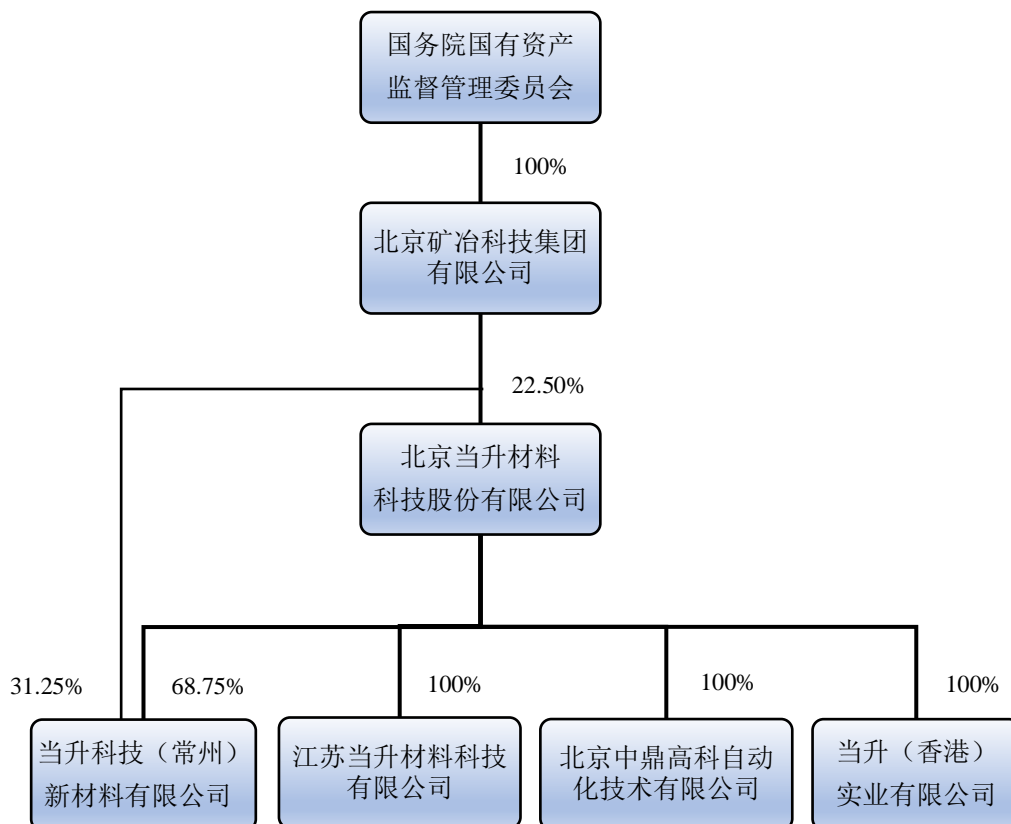 国务院国有资产
监督管理委员会
100%
北京矿冶科技集团
有限公司
22.50%
北京当升材料
科技股份有限公司
31.25%
68.75%
100%
100%
100%
当升科技（常州）
新材料有限公司
江苏当升材料科技
有限公司
北京中鼎高科自动
化技术有限公司
当升（香港）
实业有限公司